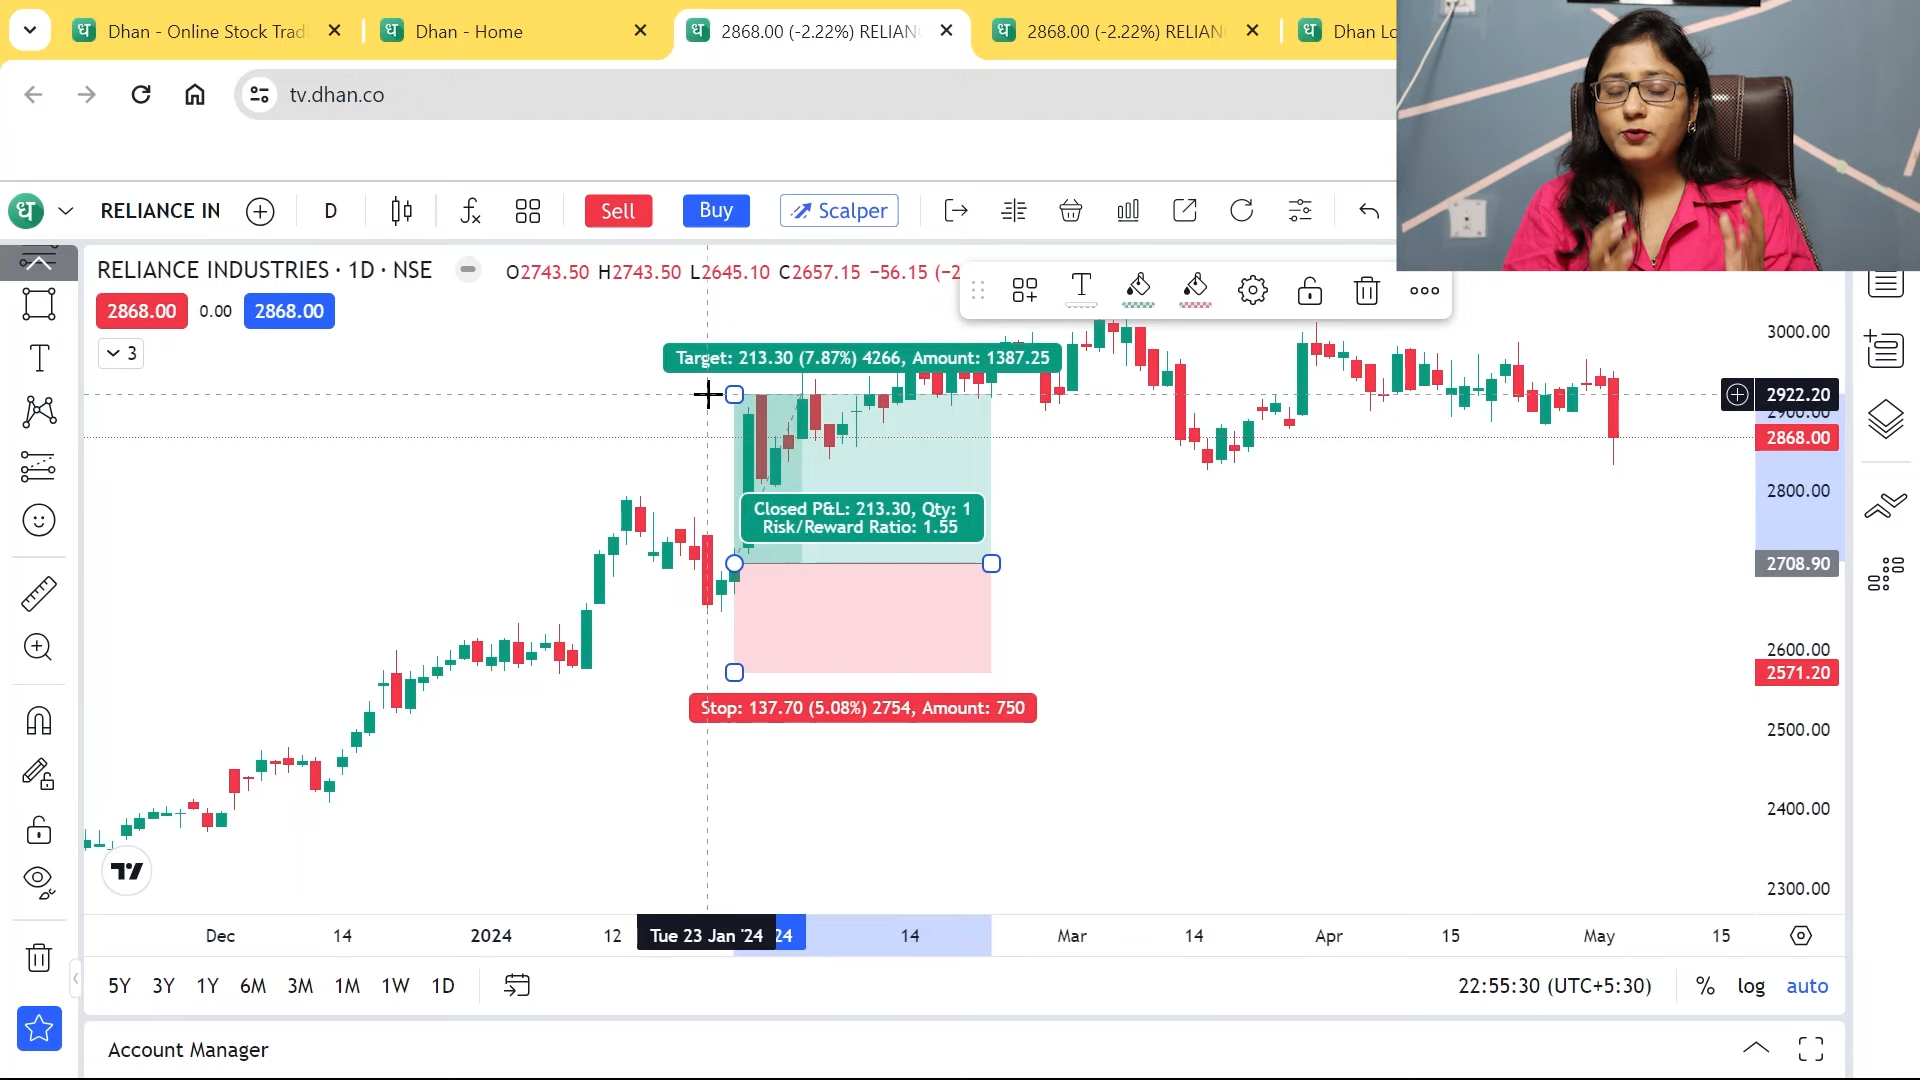 Dhan - Online Stock Trad
Dhan - Home
2868.00 (-2.22%) RELIAN
2868.00 (-2.22%) RELIAN
Dhan Lo
tv.dhan.co
ध
RELIANCE IN
D
Sell
Buy
Scalper
RELIANCE INDUSTRIES · 1D · NSE
O2743.50 H2743.50 L2645.10 C2657.15 −56.15 (−2
2868.00
0.00
2868.00
3
T
Target: 213.30 (7.87%) 4266, Amount: 1387.25
Closed P&L: 213.30, Qty: 1
Risk/Reward Ratio: 1.55
Stop: 137.70 (5.08%) 2754, Amount: 750
3000.00
2922.20
2900.00
2868.00
2800.00
2708.90
2600.00
2571.20
2500.00
2400.00
2300.00
Dec
14
2024
12
Tue 23 Jan '24
24
14
Mar
14
Apr
15
May
15
5Y
3Y
1Y
6M
3M
1M
1W
1D
22:55:30 (UTC+5:30)
%
log
auto
Account Manager